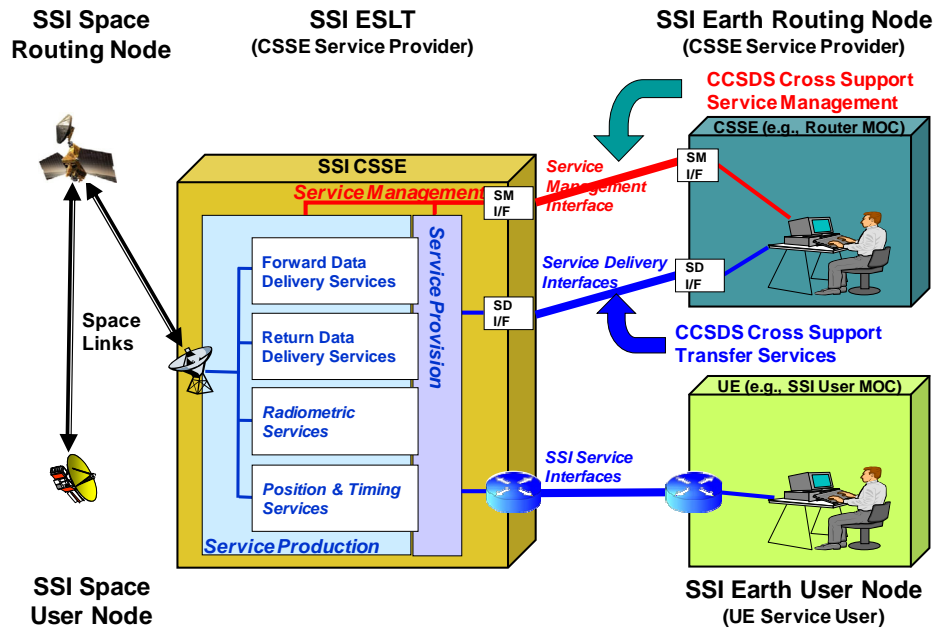 SSI Space
Routing Node
SSI ESLT
(CSSE Service Provider)
SSI Earth Routing Node
(CSSE Service Provider)
CCSDS Cross Support
Service Management
CSSE (e.g., Router MOC)
SSI CSSE
Service Management
SM
I/F
Service
Management
Interface
SM
I/F
Forward Data
Delivery Services
Return Data
Delivery Services
Radiometric
Services
Position & Timing
Services
Service Production
Service Provision
SD
I/F
Service Delivery
Interfaces
SD
I/F
CCSDS Cross Support
Transfer Services
Space
Links
UE (e.g., SSI User MOC)
SSI Service
Interfaces
SSI Space
User Node
SSI Earth User Node
(UE Service User)